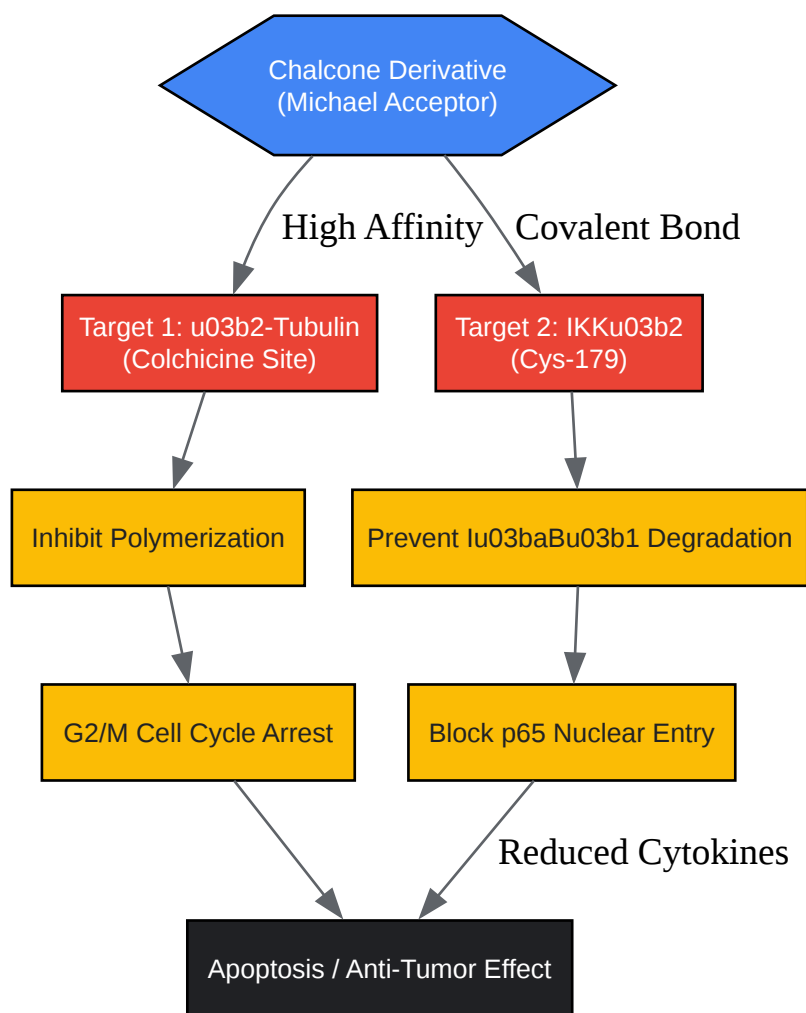 Chalcone Derivative
(Michael Acceptor)
High Affinity
Covalent Bond
Target 1: u03b2-Tubulin
(Colchicine Site)
Target 2: IKKu03b2
(Cys-179)
Inhibit Polymerization
Prevent Iu03baBu03b1 Degradation
G2/M Cell Cycle Arrest
Block p65 Nuclear Entry
Reduced Cytokines
Apoptosis / Anti-Tumor Effect